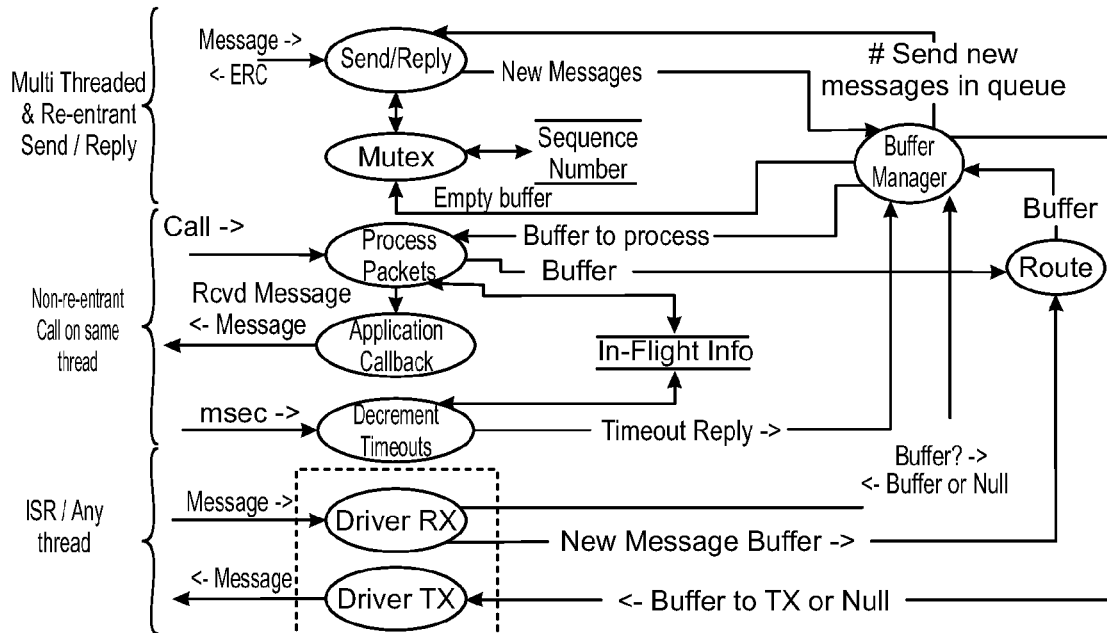 Message ->
<- ERC
Send/Reply
New Messages
# Send new
messages in queue
Multi Threaded
& Re-entrant
Send / Reply
Mutex
Sequence
Number
Buffer
Manager
Empty buffer
Call ->
Process
Packets
Buffer to process
Buffer
Buffer
Route
Non-re-entrant
Call on same
thread
Rcvd Message
<- Message
Application
Callback
In-Flight Info
msec ->
Decrement
Timeouts
Timeout Reply ->
Buffer? ->
<- Buffer or Null
ISR / Any
thread
Message ->
Driver RX
New Message Buffer ->
<- Message
Driver TX
<- Buffer to TX or Null